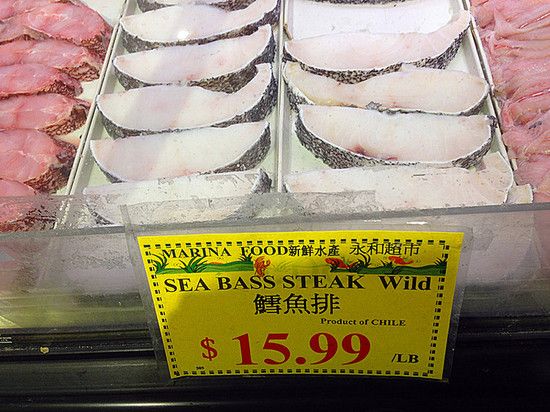 MARINA FOOD新鮮水產 永和超市
SEA BASS STEAK Wild
鱈魚排
Product of CHILE
$ 15.99 /LB